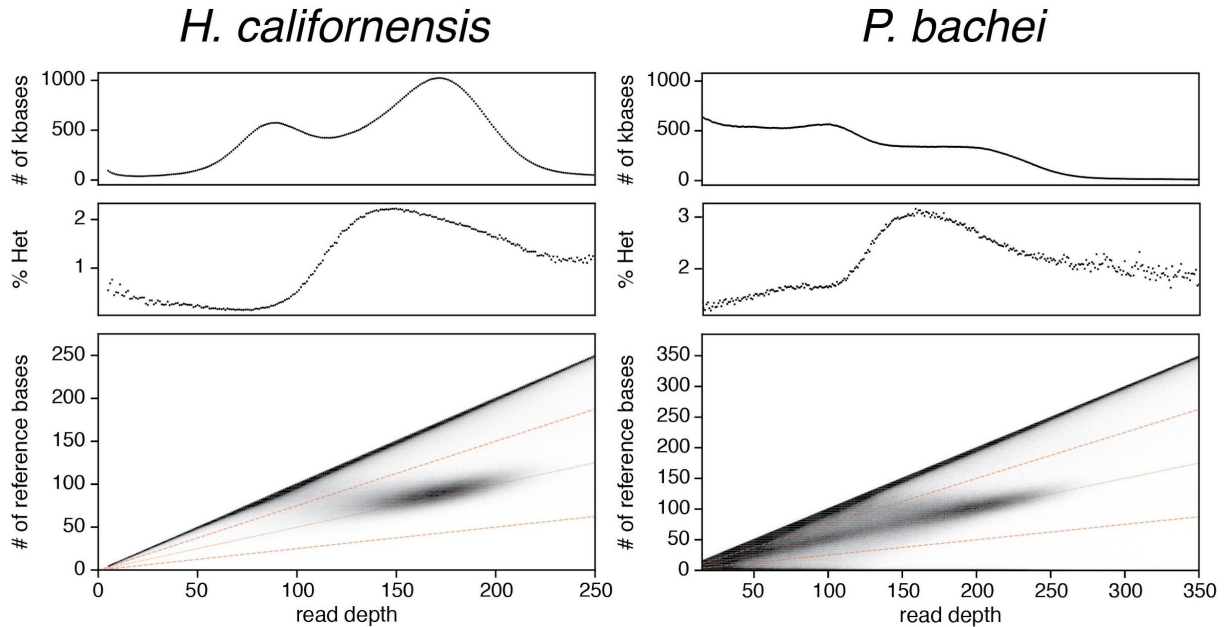 H. californensis
P. bachei
# of kbases
1000
500
0
# of kbases
1000
500
0
% Het
2
1
% Het
3
2
# of reference bases
250
200
150
100
50
0
0 50 100 150 200 250
read depth
# of reference bases
350
300
250
200
150
100
50
0
50 100 150 200 250 300 350
read depth